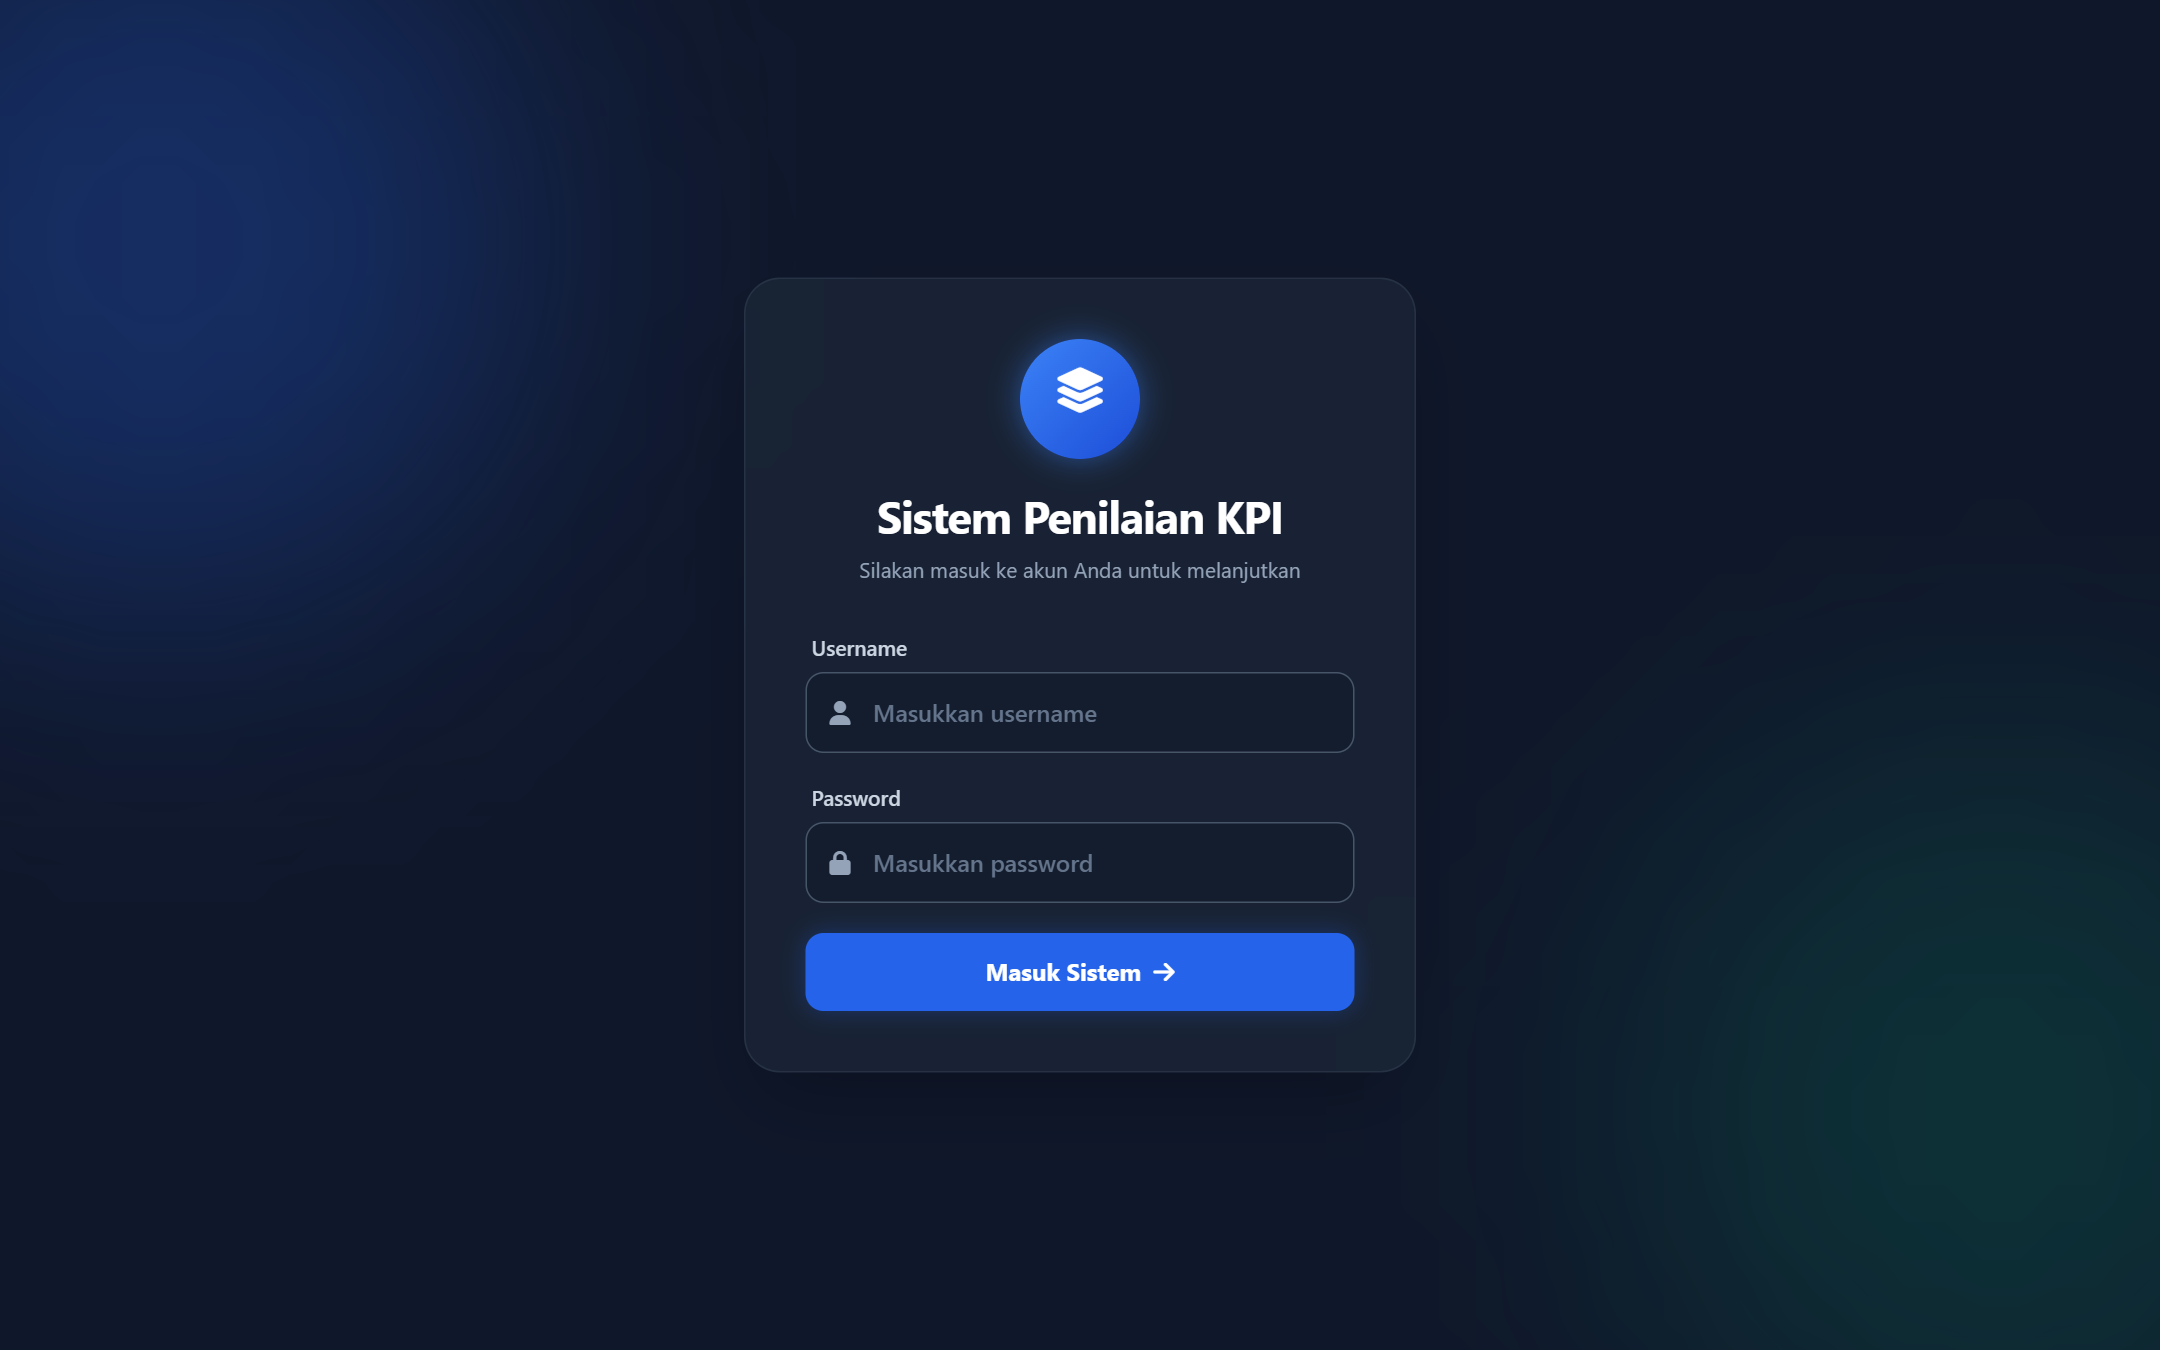 Sistem Penilaian KPI
Silakan masuk ke akun Anda untuk melanjutkan
Username
Masukkan username
Password
Masukkan password
Masuk Sistem →